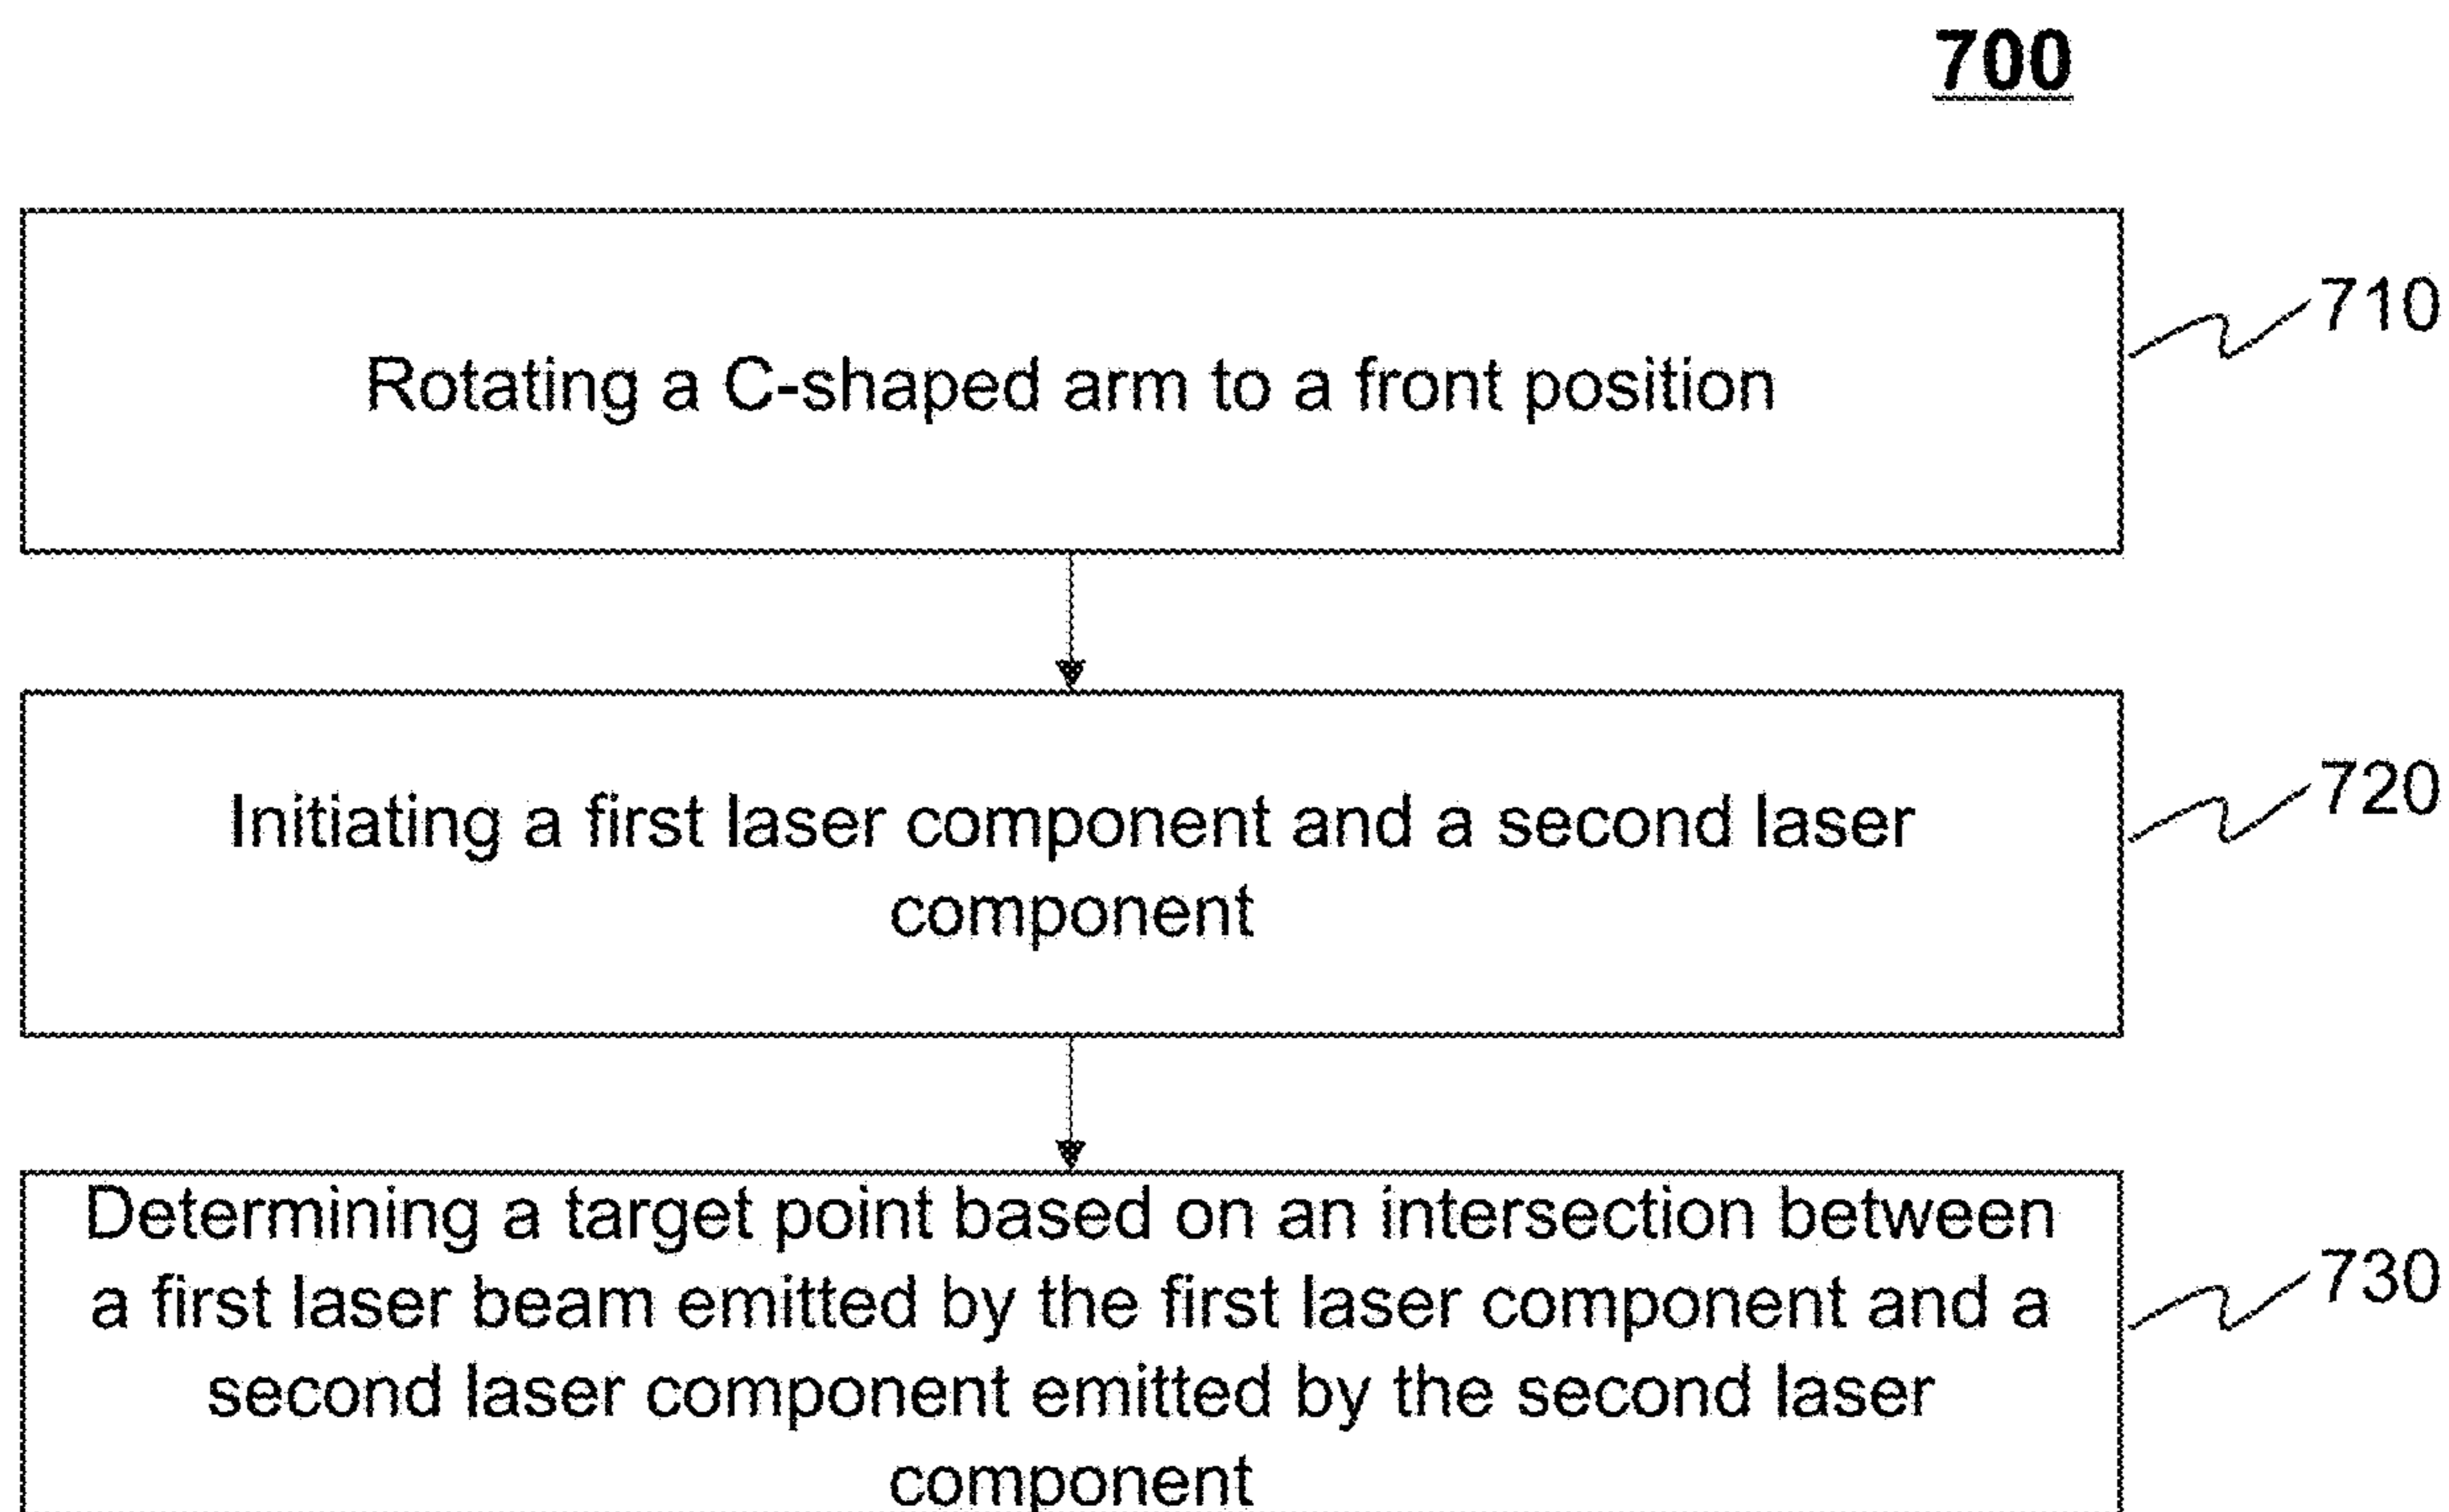 700
Rotating a C-shaped arm to a front position
710
Initiating a first laser component and a second laser
component
720
Determining a target point based on an intersection between
a first laser beam emitted by the first laser component and a
second laser component emitted by the second laser
component
730